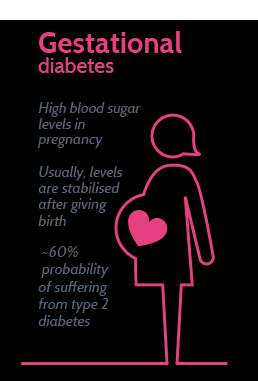 Gestational
diabetes
High blood sugar
levels in
pregnancy
Usually, levels
are stabilised
after giving
birth
~60%
probability
of suffering
from type 2
diabetes